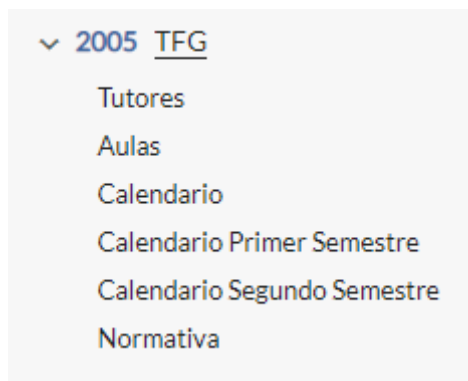 2005 TFG
Tutores
Aulas
Calendario
Calendario Primer Semestre
Calendario Segundo Semestre
Normativa